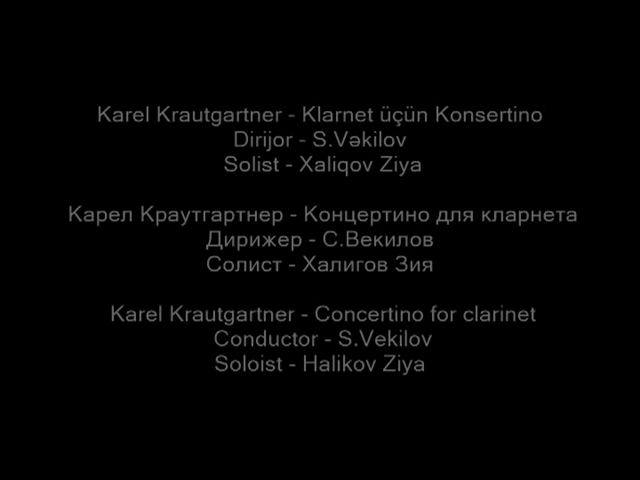 Karel Krautgartner - Klarnet üçün Konsertino
Dirijor - S.Vəkilov
Solist - Xaliqov Ziya
Карел Краутгартнер - Концертино для кларнета
Дирижер - С.Векилов
Солист - Халигов Зия
Karel Krautgartner - Concertino for clarinet
Conductor - S.Vekilov
Soloist - Halikov Ziya